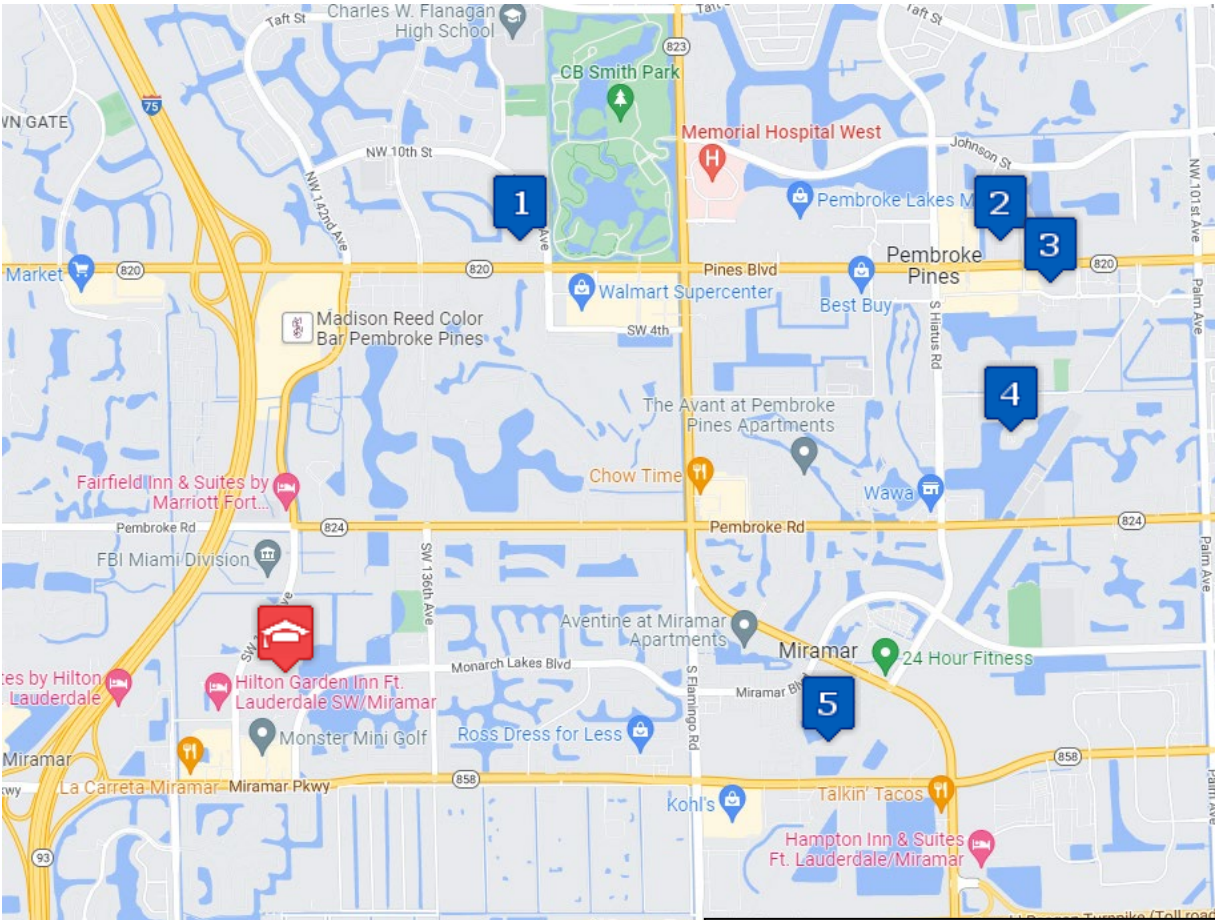 Charles W. Flanagan
High School
Taft St
823
Taft St
CB Smith Park
75
WN GATE
Memorial Hospital West
Johnson St
NW 10th St
NW 142nd Ave
1
Ave
Pembroke Lakes M
2
NW 101st Ave
3
Pembroke
Pines
Market
820
820
Pines Blvd
820
Walmart Supercenter
Best Buy
S Hiatus Rd
Palm Ave
Madison Reed Color
Bar Pembroke Pines
SW 4th
4
The Avant at Pembroke
Pines Apartments
Chow Time
Fairfield Inn & Suites by
Marriott Fort...
Wawa
Pembroke Rd
824
Pembroke Rd
824
FBI Miami Division
SW 136th Ave
Palm Ave
Aventine at Miramar
Apartments
Miramar
24 Hour Fitness
Monarch Lakes Blvd
tes by Hilton
Lauderdale
Hilton Garden Inn Ft.
Lauderdale SW/Miramar
S Flamingo Rd
5
Monster Mini Golf
Ross Dress for Less
Miramar
858
La Carreta Miramar
Miramar Pkwy
858
Kohl's
Talkin' Tacos
Palm Ave
Hampton Inn & Suites
Ft. Lauderdale/Miramar
93